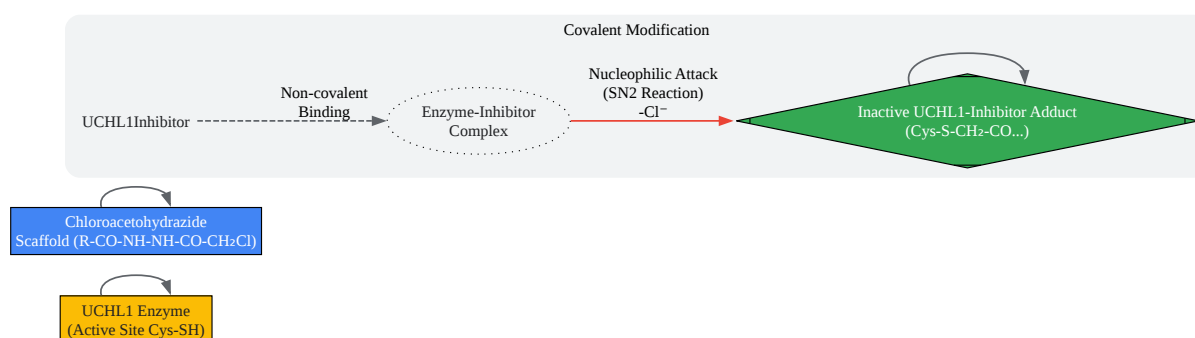 Covalent Modification
UCHL1Inhibitor
Non-covalent
Binding
Enzyme-Inhibitor
Complex
Nucleophilic Attack
(SN2 Reaction)
-Cl⁻
Inactive UCHL1-Inhibitor Adduct
(Cys-S-CH₂-CO...)
Chloroacetohydrazide
Scaffold (R-CO-NH-NH-CO-CH₂Cl)
UCHL1 Enzyme
(Active Site Cys-SH)